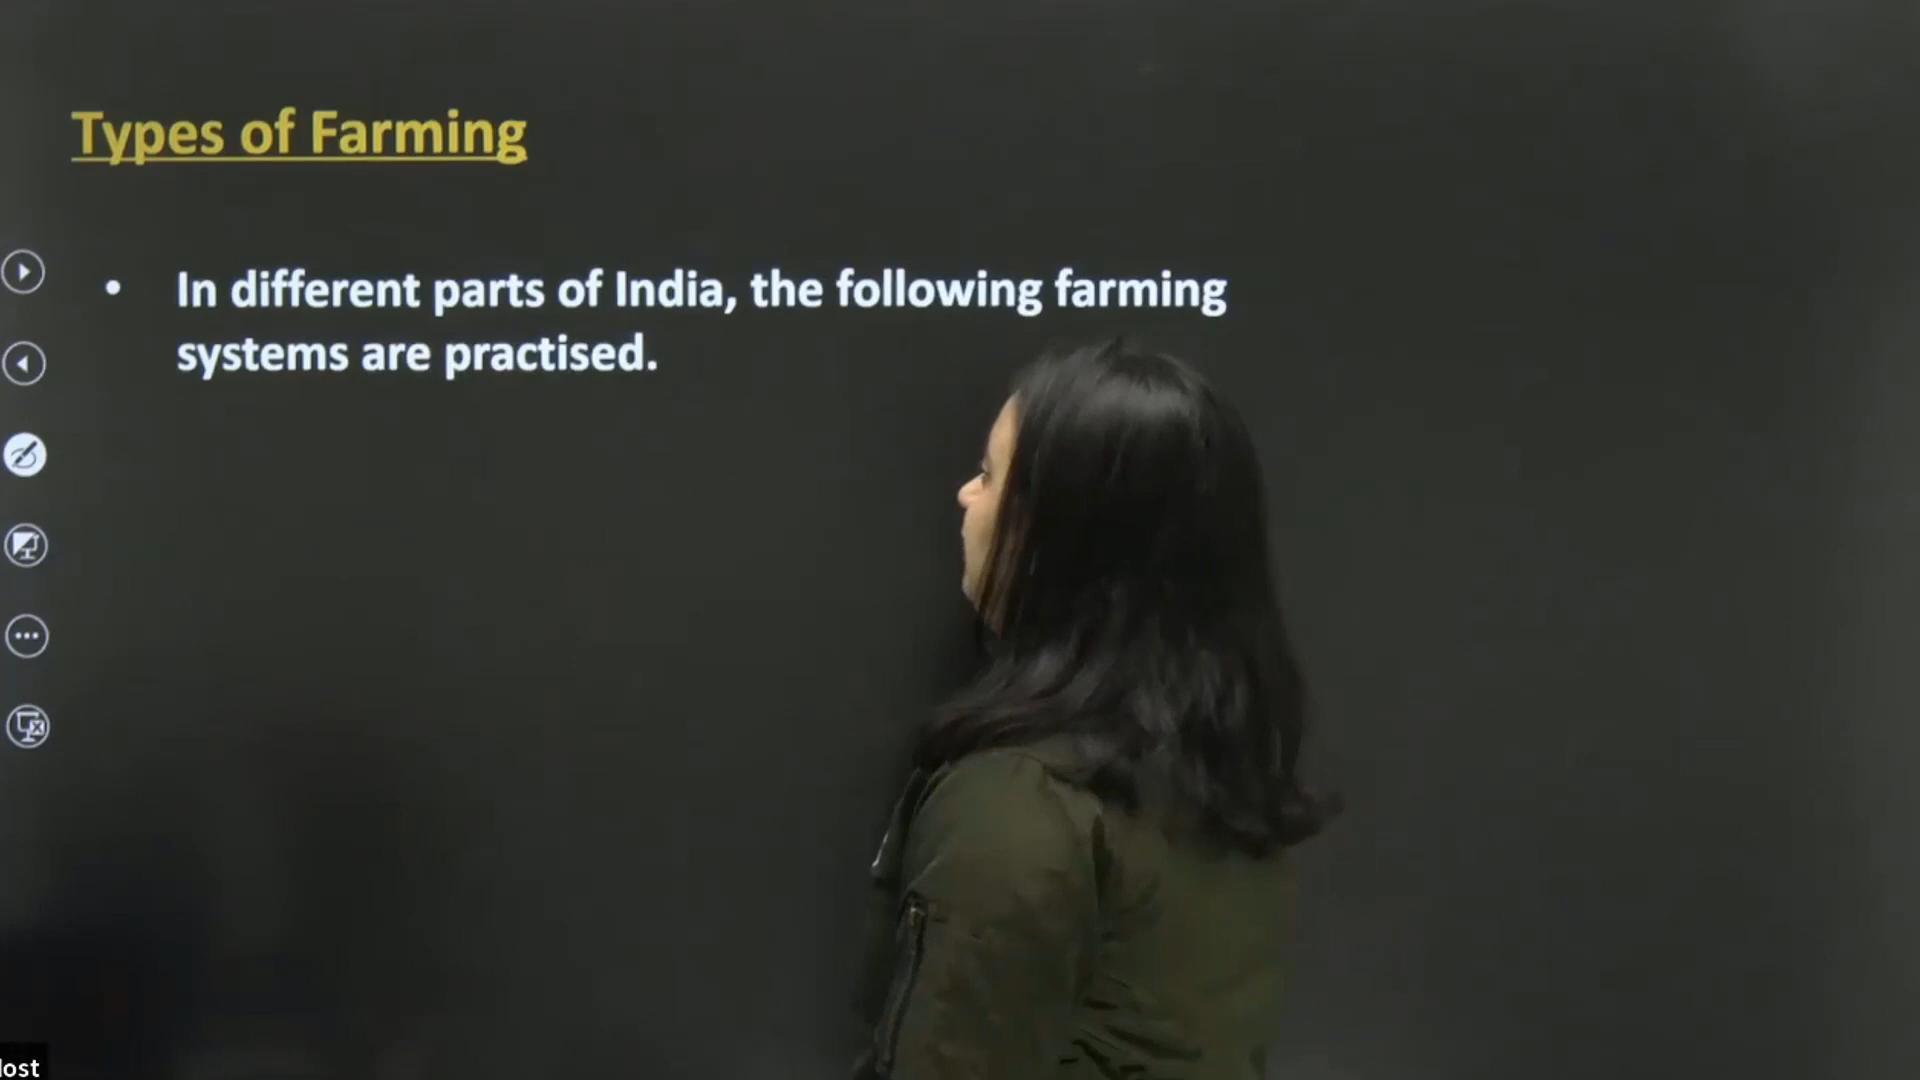 Types of Farming
• In different parts of India, the following farming
systems are practised.
lost